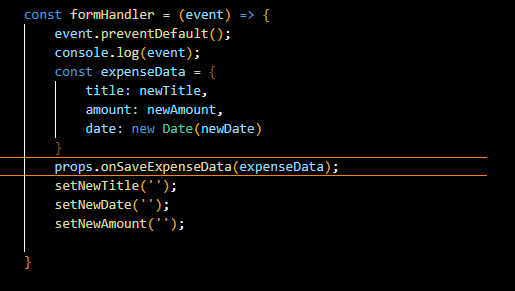 const formHandler = (event) => {
event.preventDefault();
console.log(event);
const expenseData = {
title: newTitle,
amount: newAmount,
date: new Date(newDate)
}
props.onSaveExpenseData(expenseData);
setNewTitle('');
setNewDate('');
setNewAmount('');
}